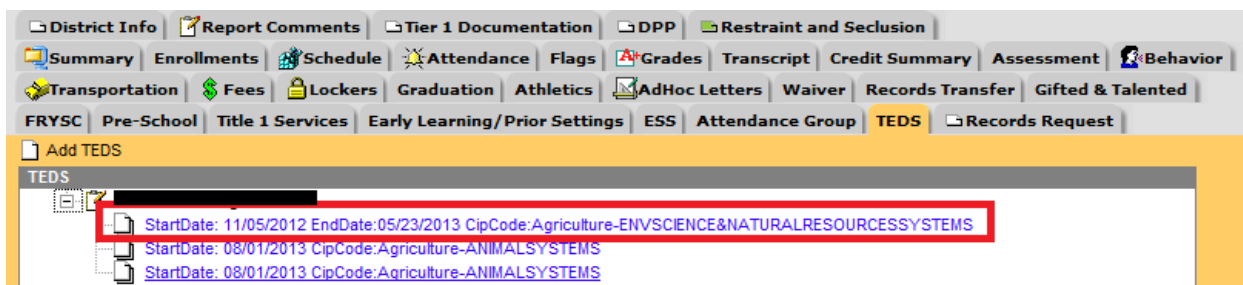 District Info Report Comments Tier 1 Documentation DPP Restraint and Seclusion
Summary Enrollments Schedule Attendance Flags A+ Grades Transcript Credit Summary Assessment Behavior
Transportation $ Fees Lockers Graduation Athletics AdHoc Letters Waiver Records Transfer Gifted & Talented
FRYSC Pre-School Title 1 Services Early Learning/Prior Settings ESS Attendance Group TEDS Records Request
Add TEDS
TEDS
StartDate: 11/05/2012 EndDate:05/23/2013 CipCode:Agriculture-ENVSCIENCE&NATURALRESOURCESSYSTEMS
StartDate: 08/01/2013 CipCode:Agriculture-ANIMALSYSTEMS
StartDate: 08/01/2013 CipCode:Agriculture-ANIMALSYSTEMS